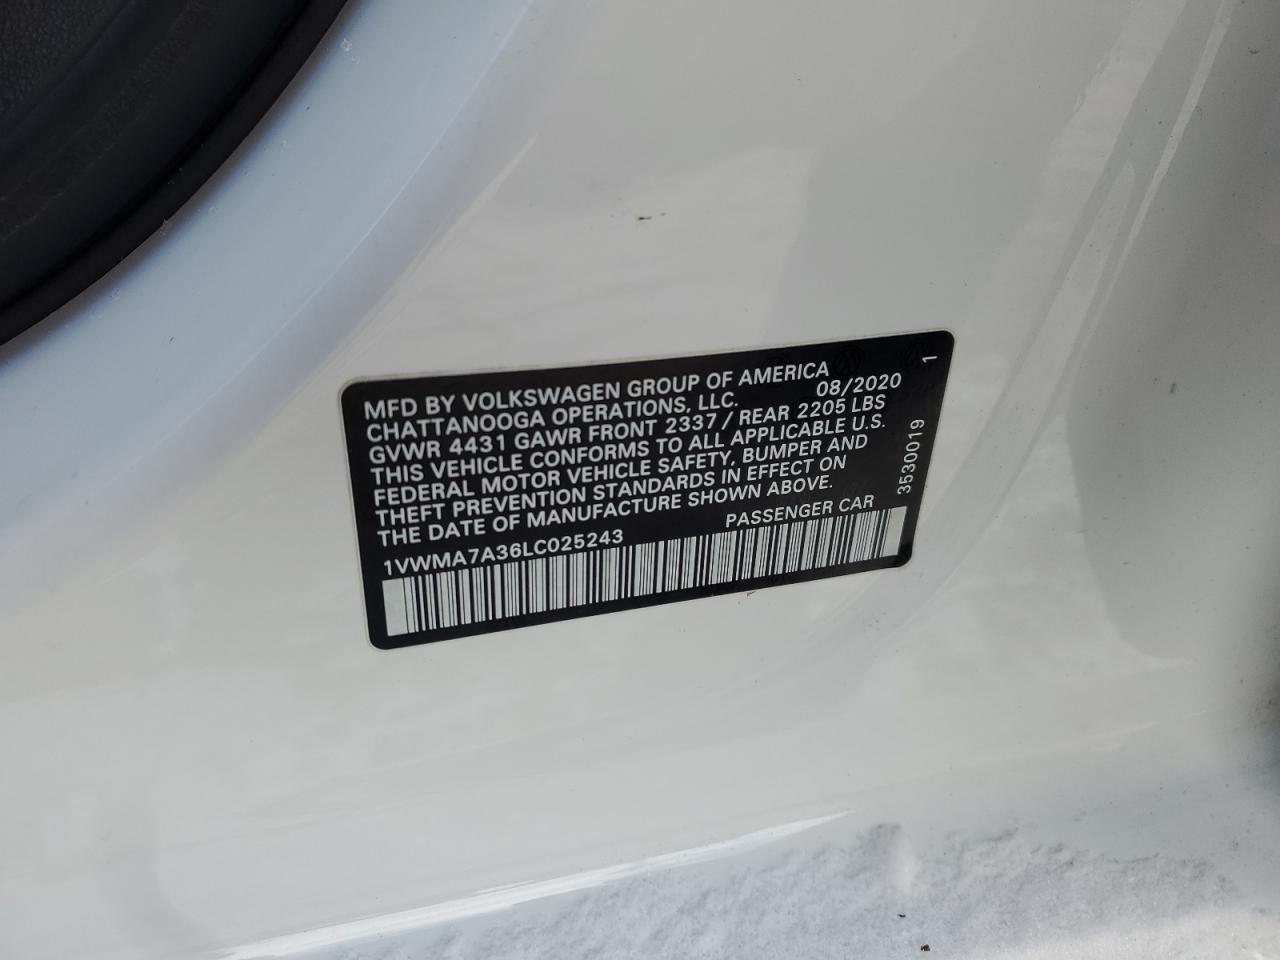 MFD BY VOLKSWAGEN GROUP OF AMERICA
CHATTANOOGA OPERATIONS, LLC. 08/2020 1
GVWR 4431 GAWR FRONT 2337/REAR 2205 LBS
THIS VEHICLE CONFORMS TO ALL APPLICABLE U.S.
FEDERAL MOTOR VEHICLE SAFETY, BUMPER AND
THEFT PREVENTION STANDARDS IN EFFECT ON
THE DATE OF MANUFACTURE SHOWN ABOVE.
3530019
1VWMA7A36LC025243 PASSENGER CAR